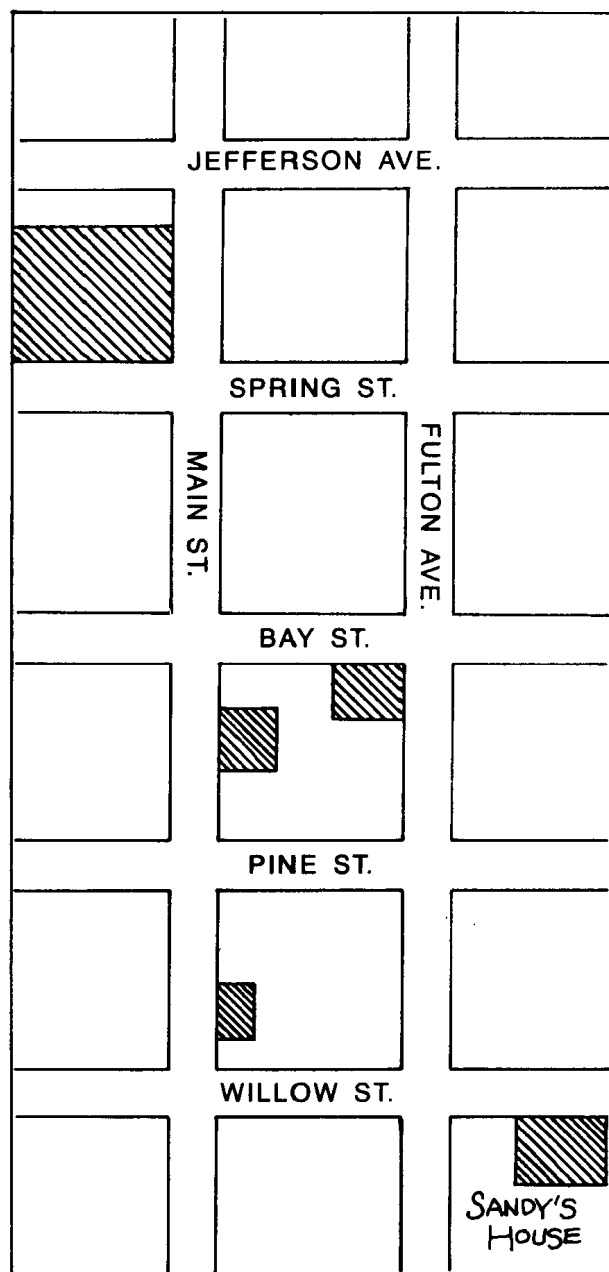 JEFFERSON AVE.
SPRING ST.
MAIN ST.
FULTON AVE.
BAY ST.
PINE ST.
WILLOW ST.
SANDY'S
HOUSE